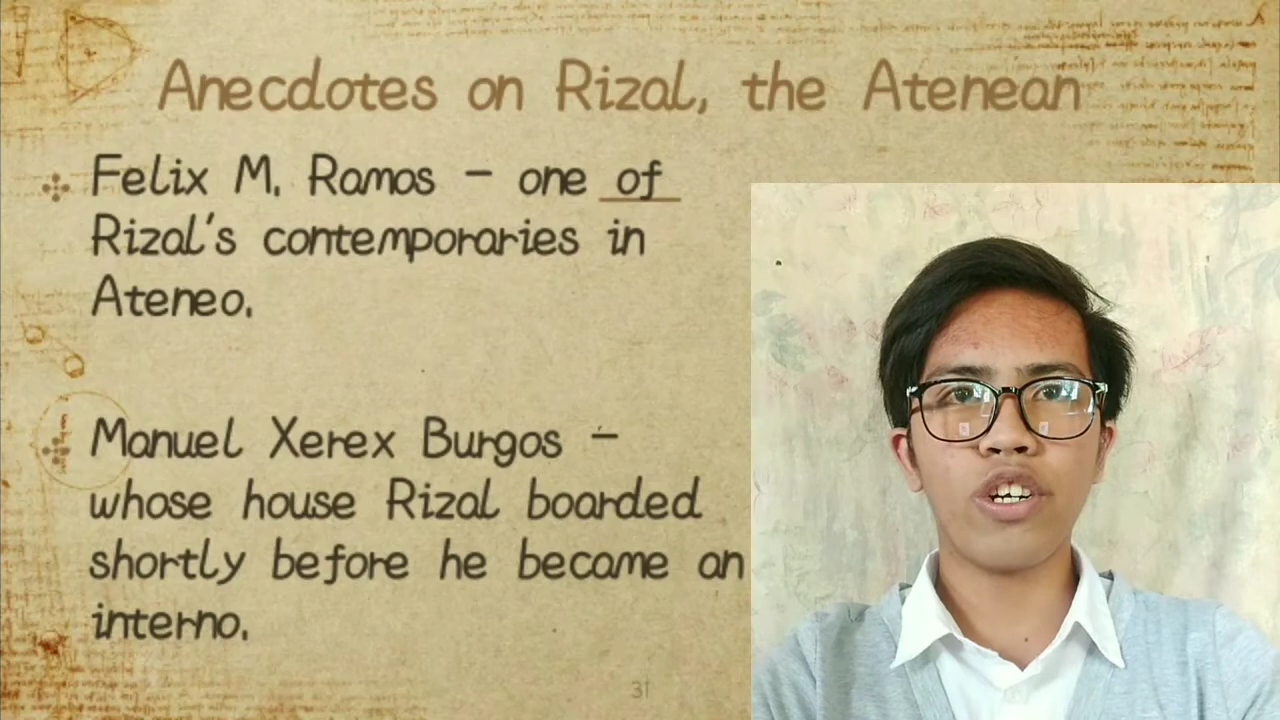 Anecdotes on Rizal, the Atenean
Felix M. Ramos - one of
Rizal's contemporaries in
Ateneo.
Manuel Xerex Burgos -
whose house Rizal boarded
shortly before he became an
interno.
31